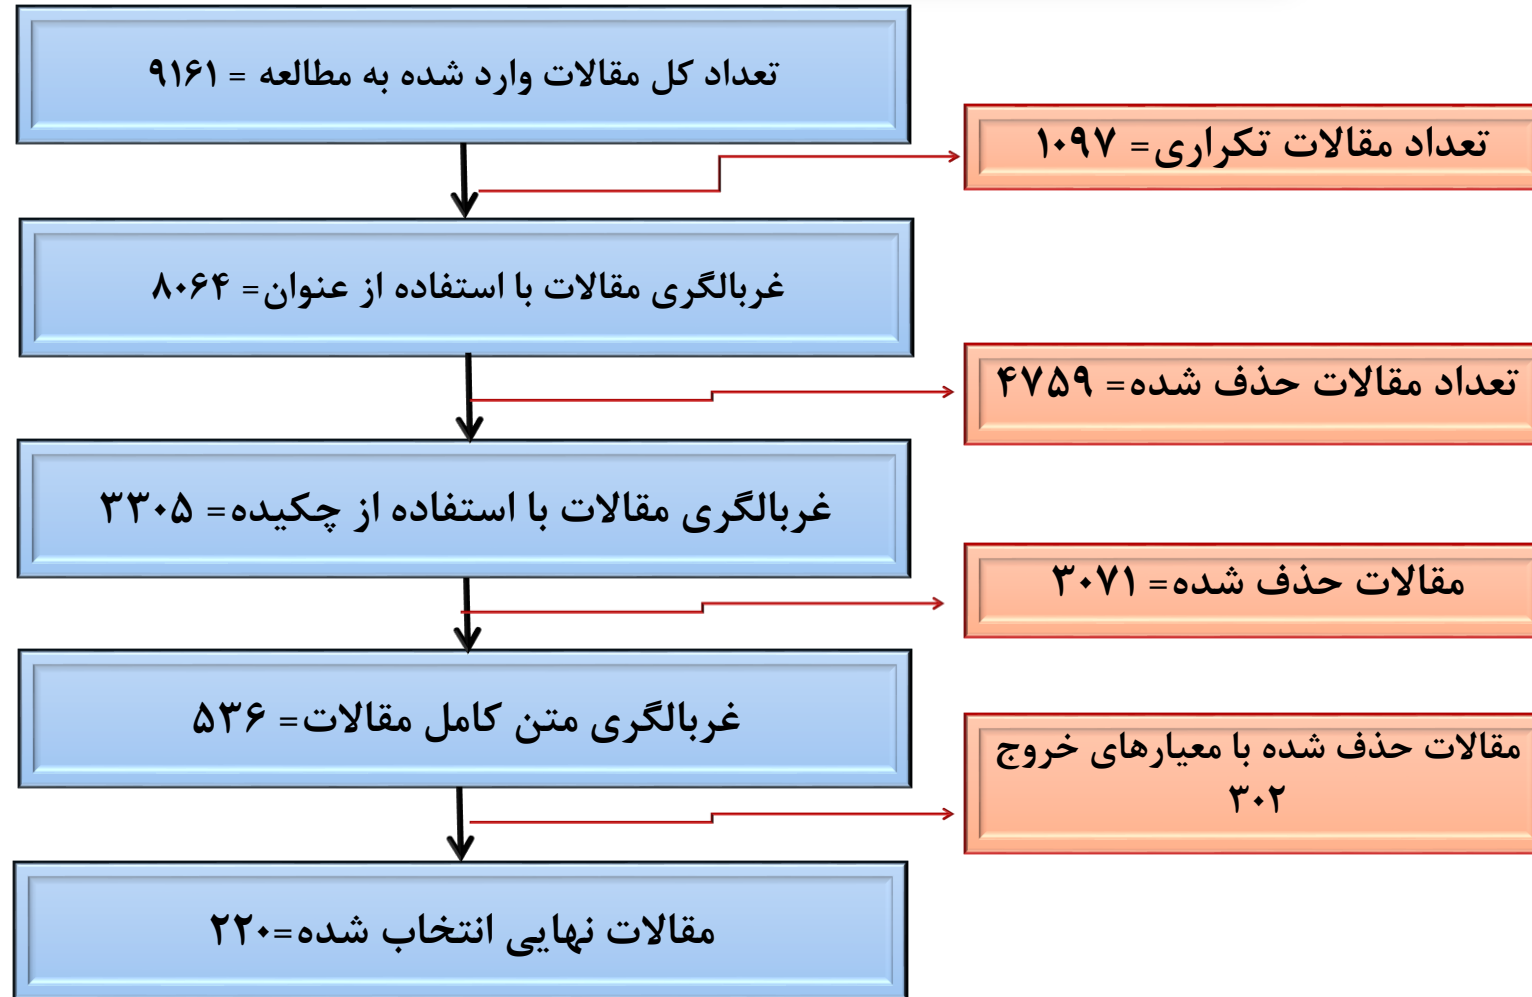 تعداد کل مقالات وارد شده به مطالعه = ۹۱۶۱
تعداد مقالات تکراری= ۱۰۹۷
غربالگری مقالات با استفاده از عنوان= ۸۰۶۴
تعداد مقالات حذف شده= ۴۷۵۹
غربالگری مقالات با استفاده از چکیده= ۳۳۰۵
مقالات حذف شده= ۳۰۷۱
غربالگری متن کامل مقالات= ۵۳۶
مقالات حذف شده با معیارهای خروج
۳۰۲
مقالات نهایی انتخاب شده=۲۲۰